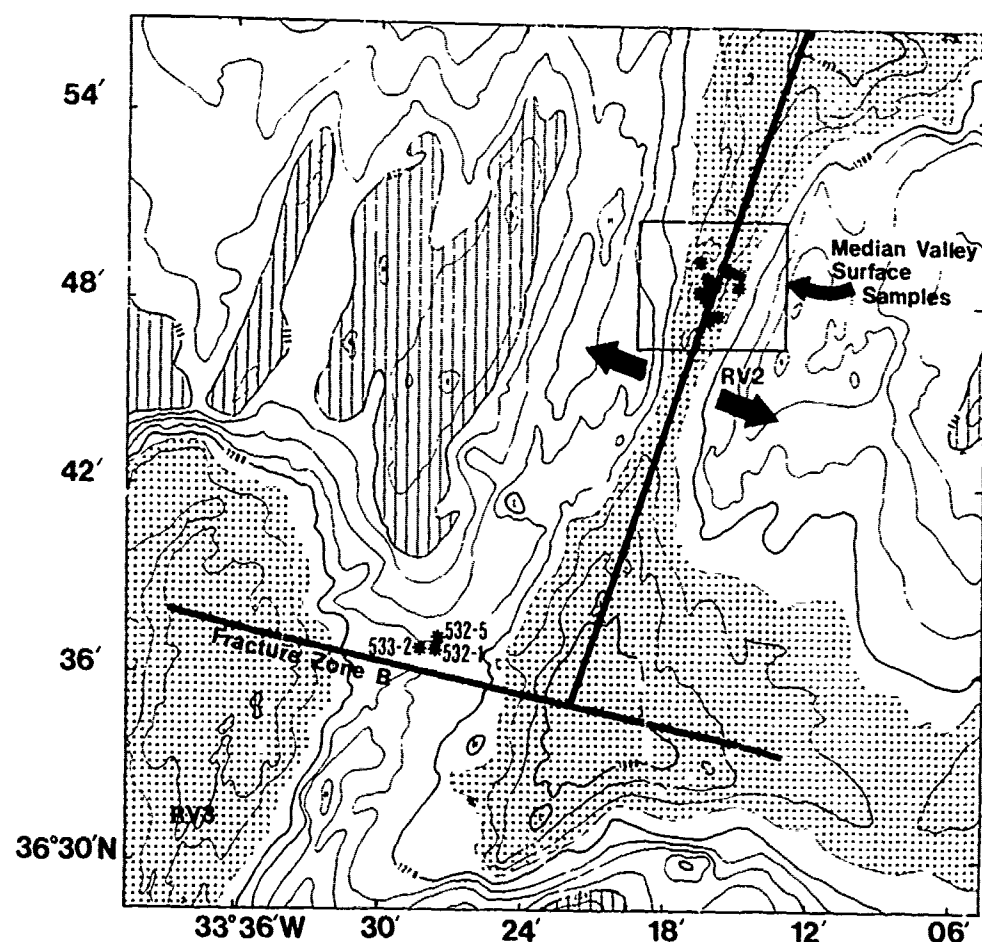 54′
48′
42′
36′
36°30′N
Median Valley
Surface
Samples
RV2
532-5
533-2
532-1
Fracture Zone B
RV3
33°36′W
30′
24′
18′
12′
06′